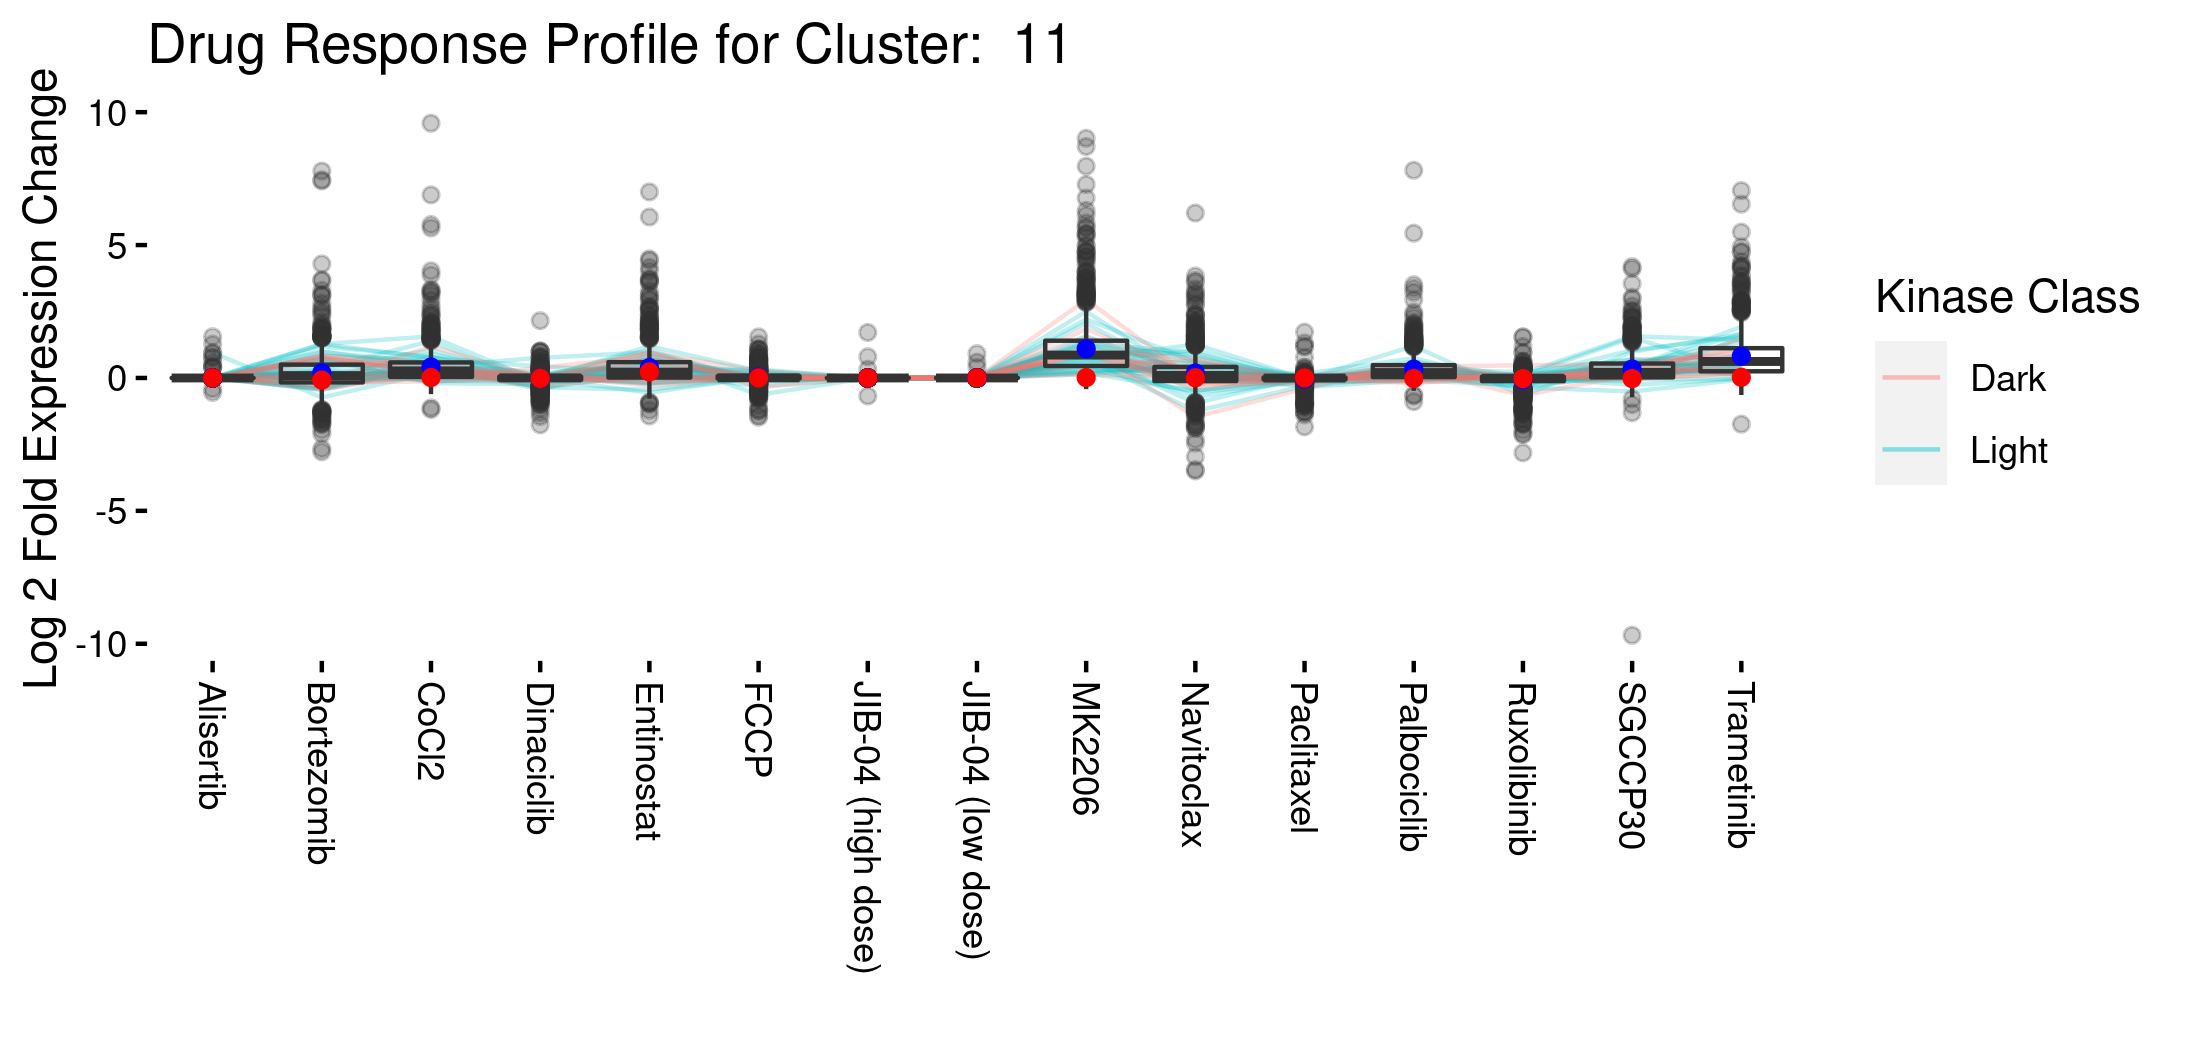 Drug Response Profile for Cluster:  11
Log 2 Fold Expression Change
10
5
0
-5
-10
Alisertib
Bortezomib
CoCl2
Dinaciclib
Entinostat
FCCP
JIB-04 (high dose)
JIB-04 (low dose)
MK2206
Navitoclax
Paclitaxel
Palbociclib
Ruxolibinib
SGCCP30
Trametinib
Kinase Class
Dark
Light